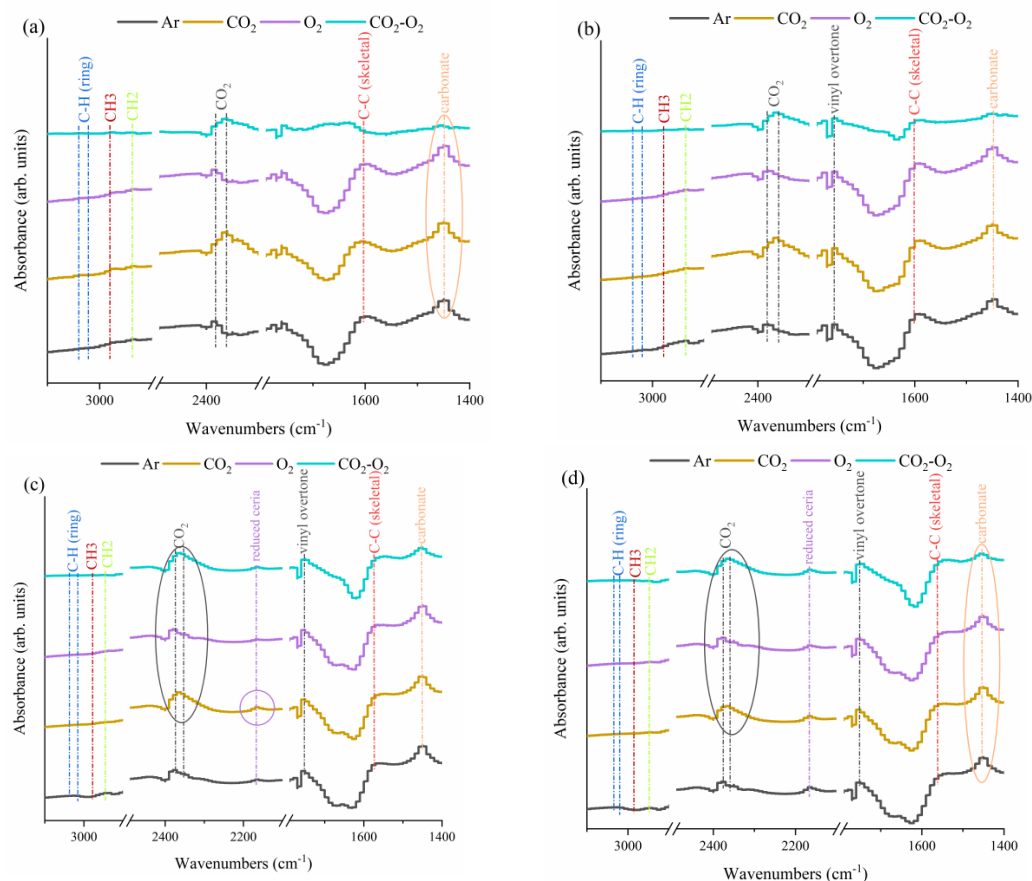 (a)
Ar CO₂ O₂ CO₂-O₂
C-H (ring)
CH3
CH2
CO₂
C-C (skeletal)
carbonate
Absorbance (arb. units)
3000 2400 1600 1400
Wavenumbers (cm⁻¹)
(b)
Ar CO₂ O₂ CO₂-O₂
C-H (ring)
CH3
CH2
CO₂
vinyl overtone
C-C (skeletal)
carbonate
Absorbance (arb. units)
3000 2400 1600 1400
Wavenumbers (cm⁻¹)
(c)
Ar CO₂ O₂ CO₂-O₂
C-H (ring)
CH3
CH2
CO₂
reduced ceria
vinyl overtone
C-C (skeletal)
carbonate
Absorbance (arb. units)
3000 2400 2200 1600 1400
Wavenumbers (cm⁻¹)
(d)
Ar CO₂ O₂ CO₂-O₂
C-H (ring)
CH3
CH2
CO₂
reduced ceria
vinyl overtone
C-C (skeletal)
carbonate
Absorbance (arb. units)
3000 2400 2200 1600 1400
Wavenumbers (cm⁻¹)